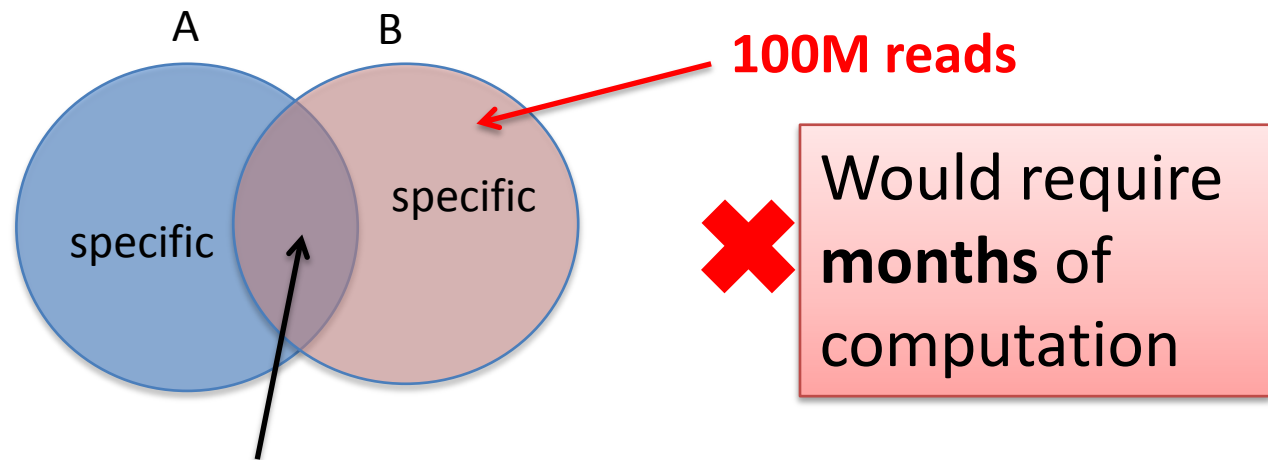 A
B
100M reads
specific
specific
Would require
months of
computation